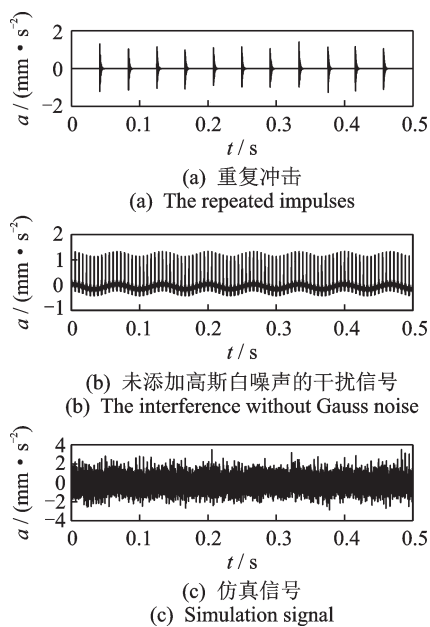 2
0
−2
a / (mm • s⁻²)
0 0.1 0.2 0.3 0.4 0.5
t / s
(a) 重复冲击
(a) The repeated impulses
2
1
0
−1
a / (mm • s⁻²)
0 0.1 0.2 0.3 0.4 0.5
t / s
(b) 未添加高斯白噪声的干扰信号
(b) The interference without Gauss noise
4
2
0
−2
−4
a / (mm • s⁻²)
0 0.1 0.2 0.3 0.4 0.5
t / s
(c) 仿真信号
(c) Simulation signal